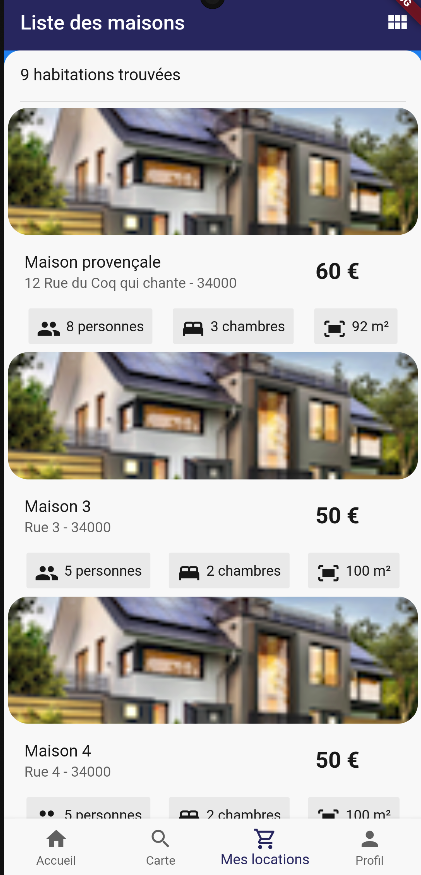 Liste des maisons
9 habitations trouvées
Maison provençale
60 €
12 Rue du Coq qui chante - 34000
8 personnes 3 chambres 92 m²
Maison 3
50 €
Rue 3 - 34000
5 personnes 2 chambres 100 m²
Maison 4
50 €
Rue 4 - 34000
5 personnes 2 chambres 100 m²
Accueil Carte Mes locations Profil